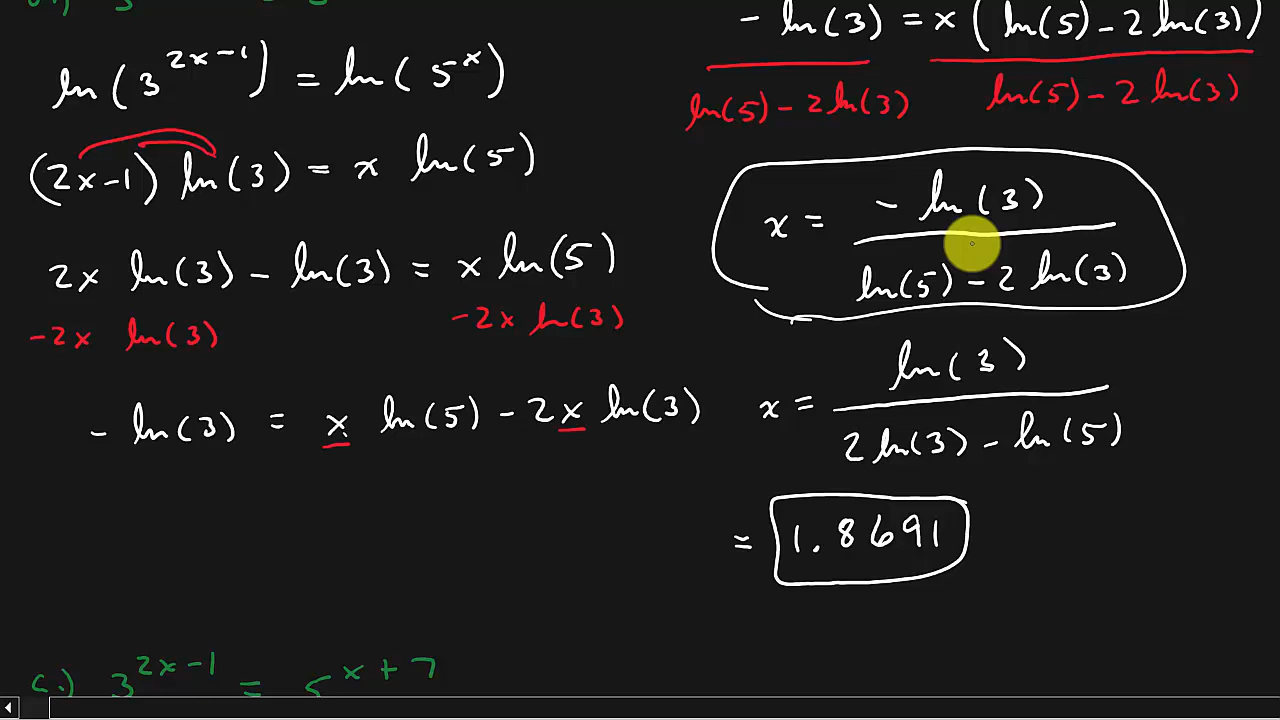 ln(3^{2x-1}) = ln(5^x)
(2x-1) ln(3) = x ln(5)
2x ln(3) - ln(3) = x ln(5)
-2x ln(3) -2x ln(3)
- ln(3) = x ln(5) - 2x ln(3)
- ln(3) = x(ln(5) - 2 ln(3))
ln(5) - 2 ln(3) ln(5) - 2 ln(3)
x = - ln(3)
ln(5) - 2 ln(3)
x = ln(3)
2 ln(3) - ln(5)
= 1.8691
c.) 3^{2x-1} = 5^{x+7}